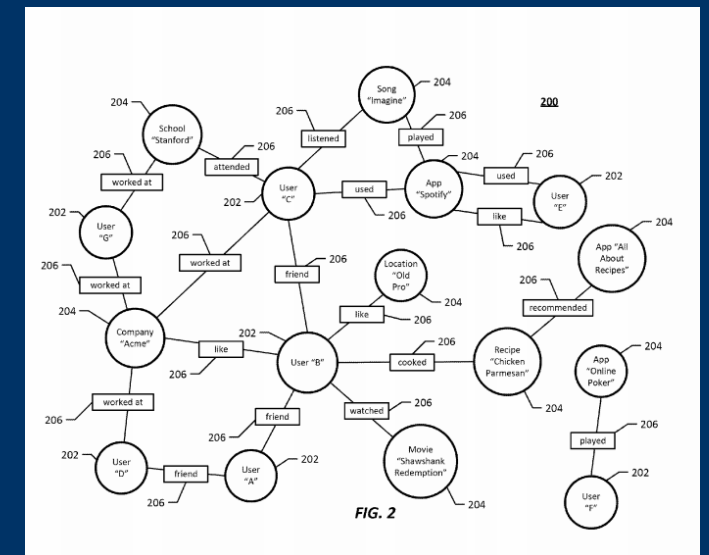 Song
"Imagine"
204
200
204
206
206
School
"Stanford"
listened
played
206
206
204
206
attended
used
worked at
User
"C"
used
App
"Spotify"
202
202
202
like
User
"E"
206
206
204
User
"G"
206
206
worked at
App "All
About
Recipes"
206
friend
Location
"Old
Pro"
206
worked at
206
recommended
204
204
like
206
Company
"Acme"
202
206
204
like
User "B"
cooked
Recipe
"Chicken
Parmesan"
App
"Online
Poker"
206
206
worked at
watched
204
206
206
friend
206
played
202
202
206
User
"D"
friend
User
"A"
Movie
"Shawshank
Redemption"
202
206
204
User
"F"
FIG. 2